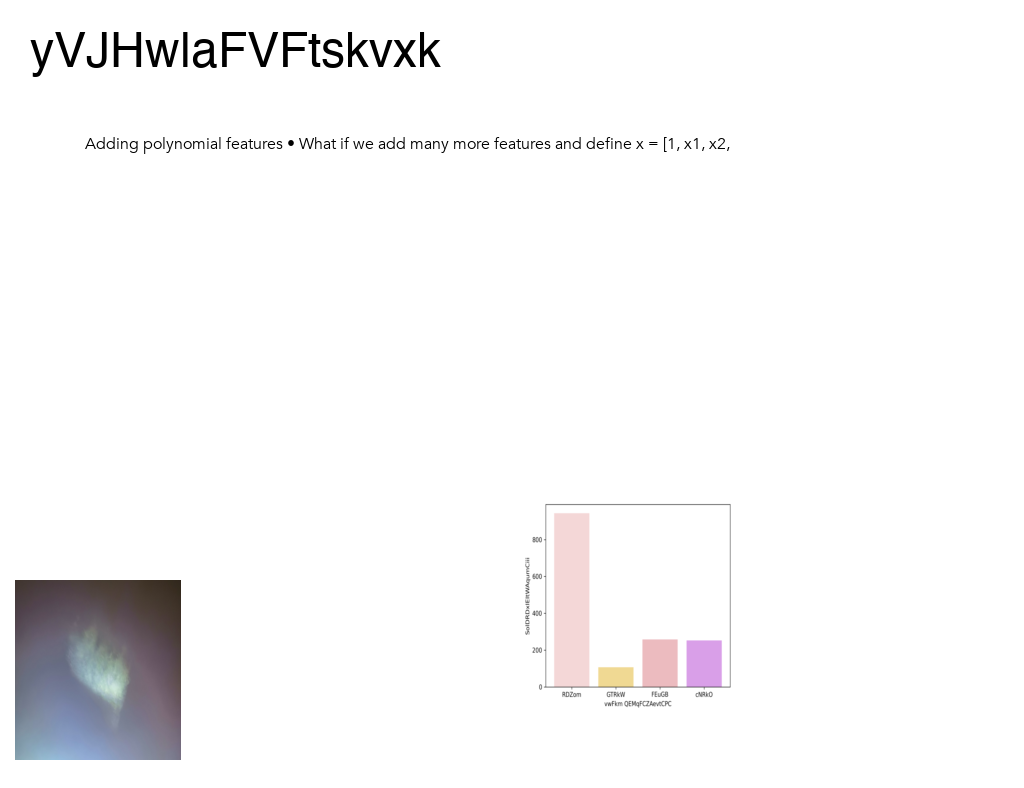 yVJHwlaFVFtskvxk
Adding polynomial features • What if we add many more features and define x = [1, x1, x2,
800
600
400
200
0
RDZom GTRkW FEuGB cNRkO
vwFkm QEMqFCZAevtCPC